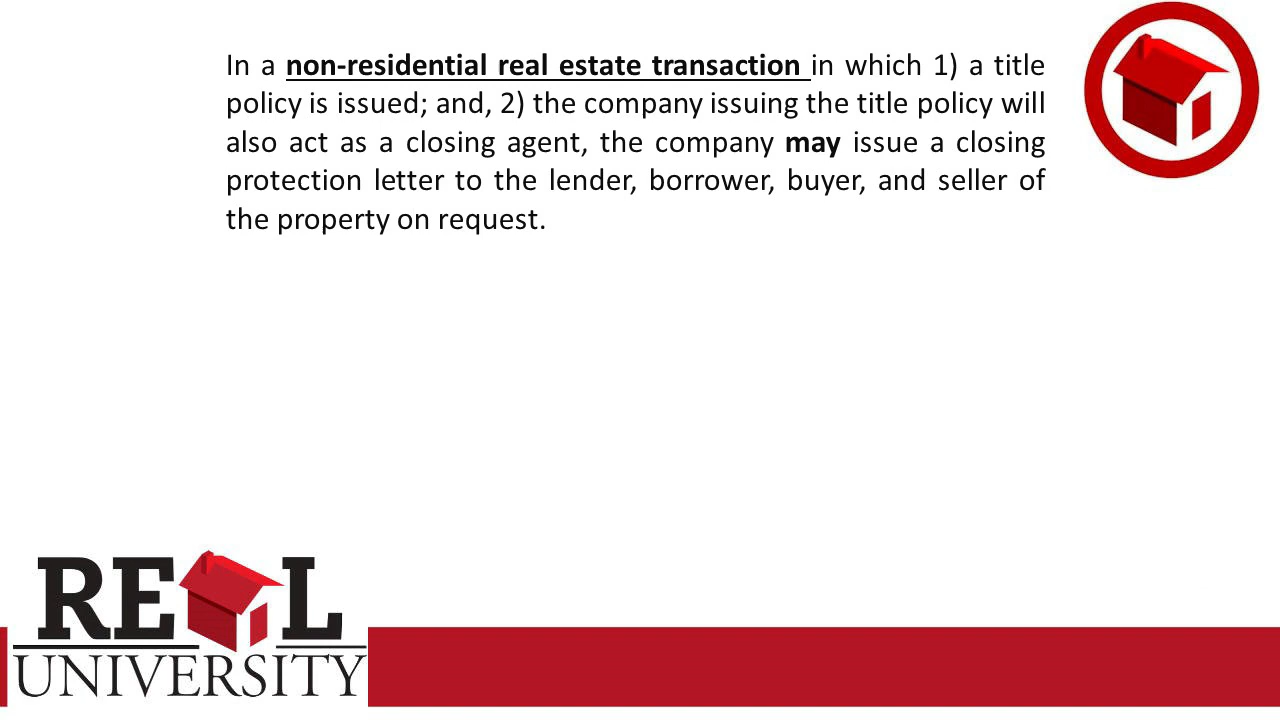 In a non-residential real estate transaction in which 1) a title
policy is issued; and, 2) the company issuing the title policy will
also act as a closing agent, the company may issue a closing
protection letter to the lender, borrower, buyer, and seller of
the property on request.
REAL
UNIVERSITY